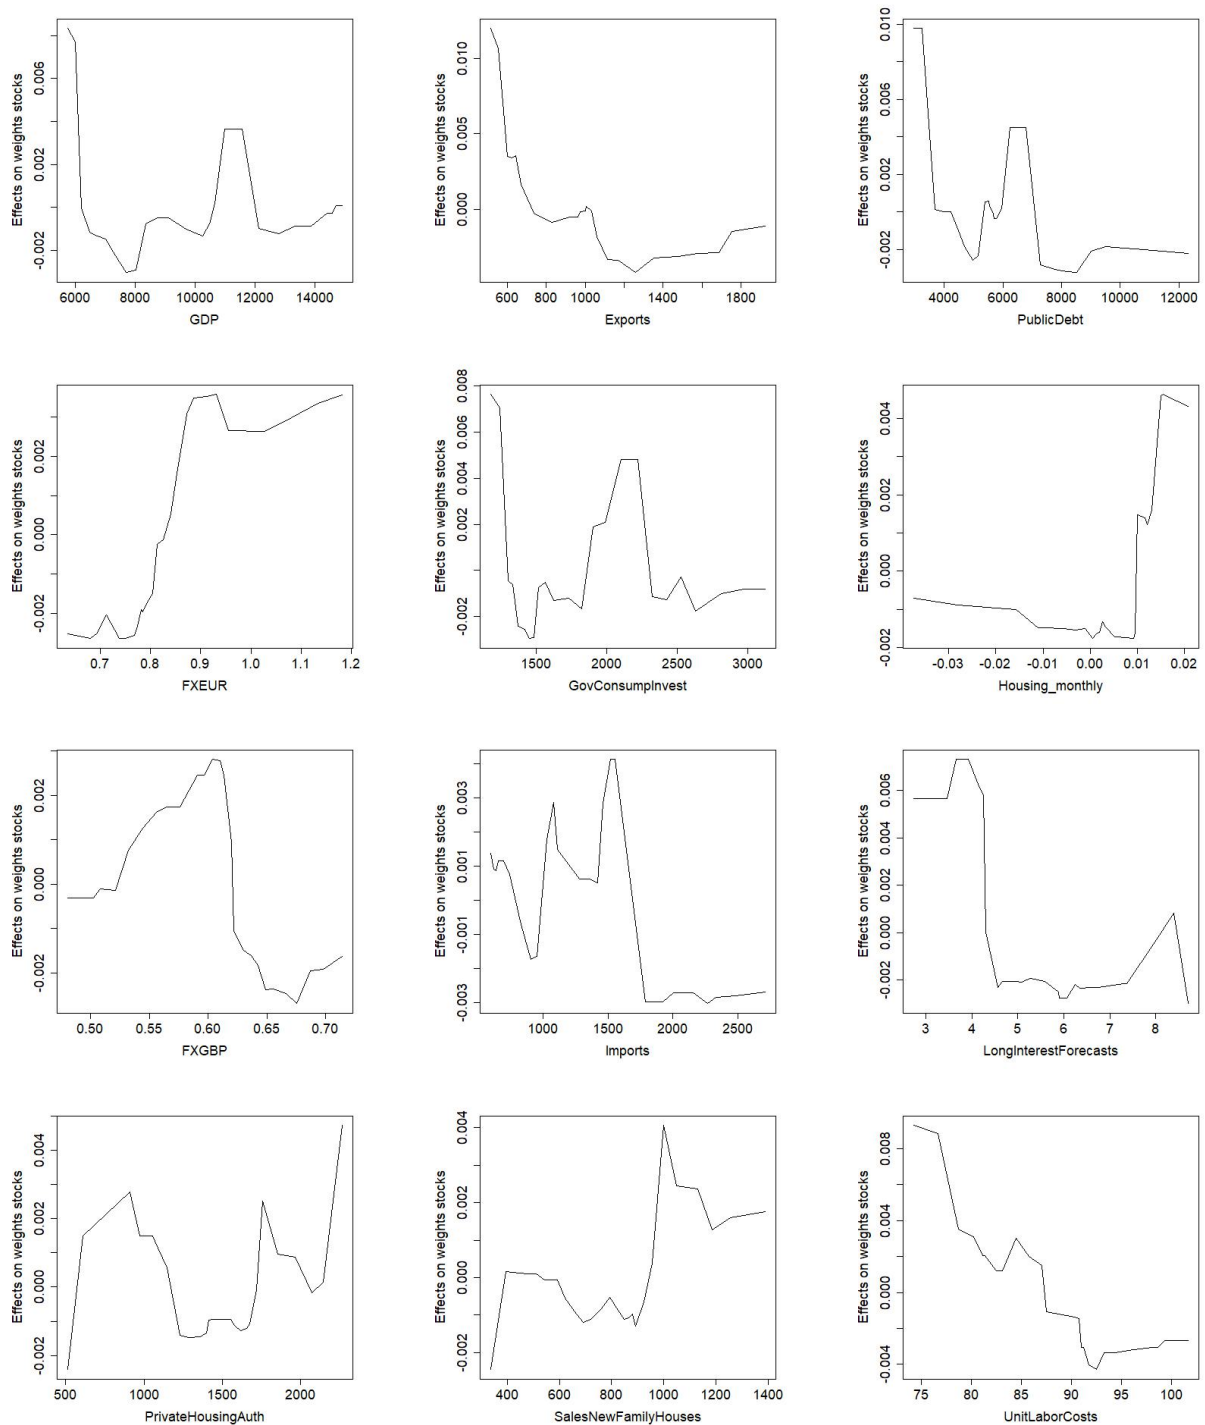 Effects on weights stocks
-0.002 0.002 0.006
6000 8000 10000 12000 14000
GDP
Effects on weights stocks
0.000 0.005 0.010
600 800 1000 1400 1800
Exports
Effects on weights stocks
-0.002 0.002 0.006 0.010
4000 6000 8000 10000 12000
PublicDebt
Effects on weights stocks
-0.002 0.000 0.002
0.7 0.8 0.9 1.0 1.1 1.2
FXEUR
Effects on weights stocks
-0.002 0.002 0.004 0.008
1500 2000 2500 3000
GovConsumpInvest
Effects on weights stocks
-0.002 0.000 0.002 0.004
-0.03 -0.02 -0.01 0.00 0.01 0.02
Housing_monthly
Effects on weights stocks
-0.002 0.000 0.002
0.50 0.55 0.60 0.65 0.70
FXGBP
Effects on weights stocks
-0.003 -0.001 0.001 0.003
1000 1500 2000 2500
Imports
Effects on weights stocks
-0.002 0.000 0.002 0.004 0.006
3 4 5 6 7 8
LongInterestForecasts
Effects on weights stocks
-0.002 0.000 0.002 0.004
500 1000 1500 2000
PrivateHousingAuth
Effects on weights stocks
-0.002 0.000 0.002 0.004
400 600 800 1000 1200 1400
SalesNewFamilyHouses
Effects on weights stocks
-0.004 0.000 0.004 0.008
75 80 85 90 95 100
UnitLaborCosts